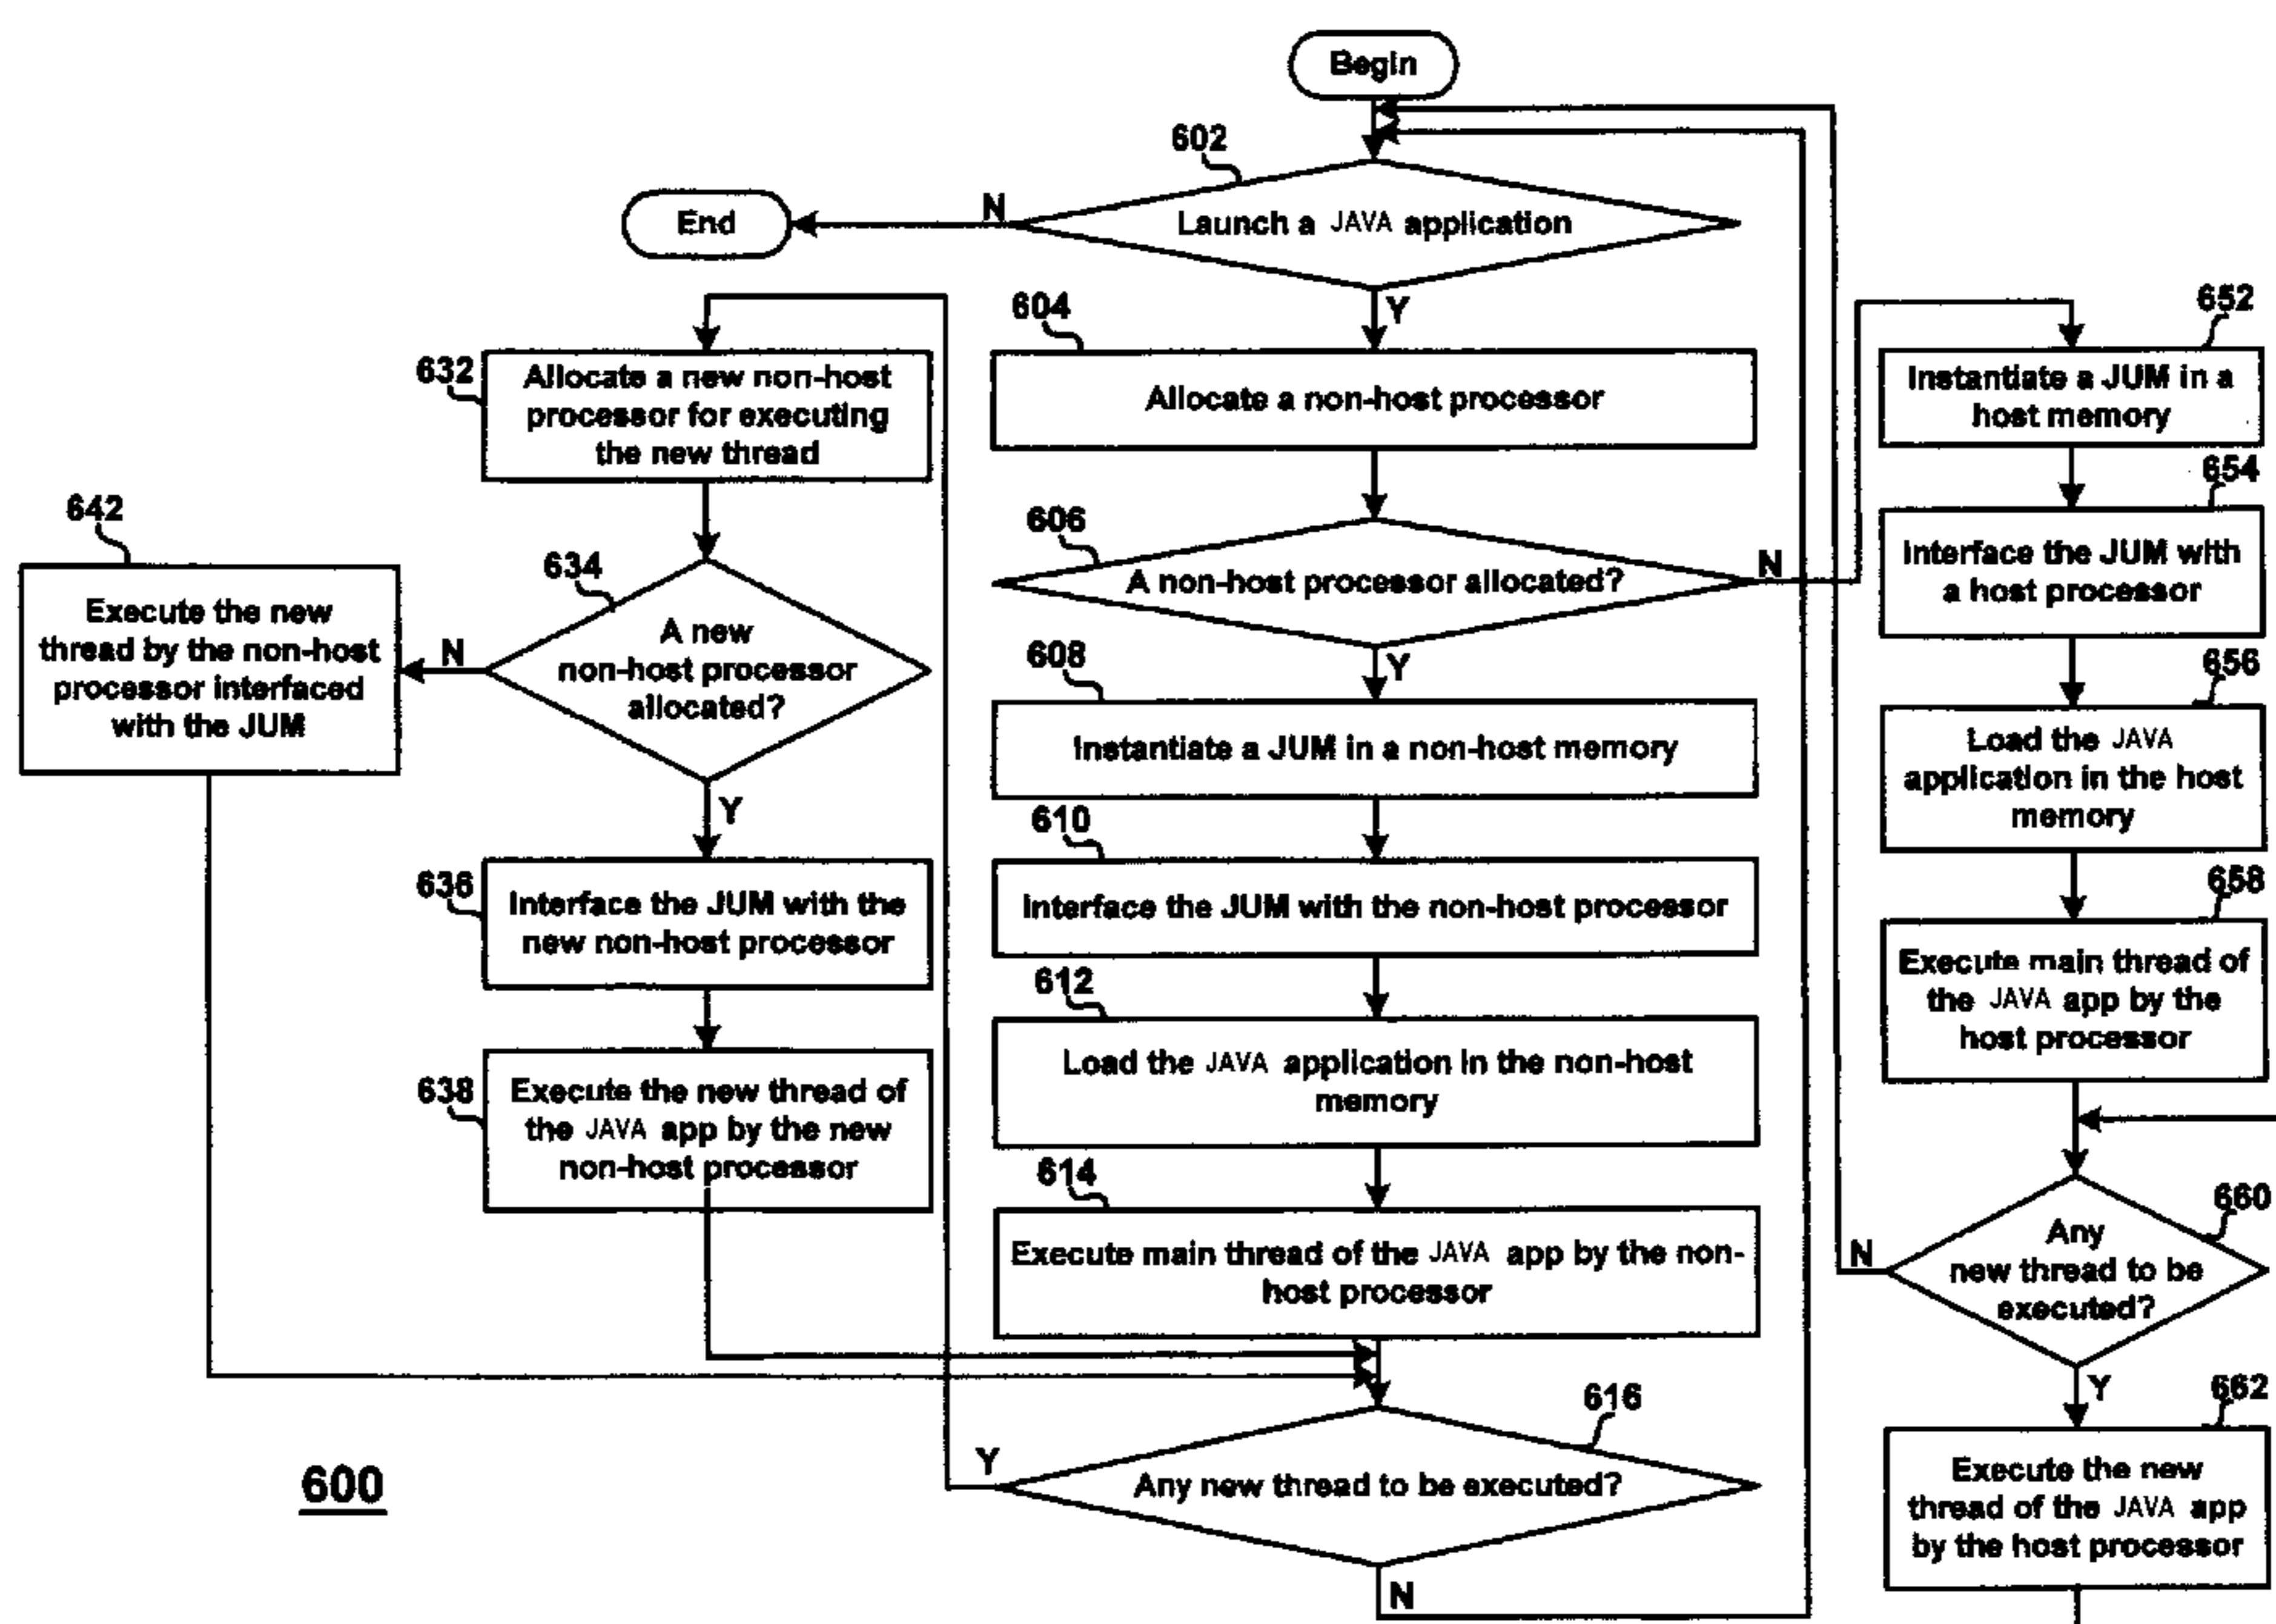 Begin
602
Launch a JAVA application
N
End
Y
604
Allocate a non-host processor
606
A non-host processor allocated?
N
Y
608
Instantiate a JUM in a non-host memory
610
Interface the JUM with the non-host processor
612
Load the JAVA application in the non-host
memory
614
Execute main thread of the JAVA app by the non-
host processor
616
Any new thread to be executed?
Y
N
632
Allocate a new non-host
processor for executing
the new thread
634
A new
non-host processor
allocated?
N
Y
642
Execute the new
thread by the non-host
processor interfaced
with the JUM
636
Interface the JUM with the
new non-host processor
638
Execute the new thread of
the JAVA app by the new
non-host processor
652
Instantiate a JUM in a
host memory
654
Interface the JUM with
a host processor
656
Load the JAVA
application in the host
memory
658
Execute main thread of
the JAVA app by the
host processor
660
Any
new thread to be
executed?
N
Y
662
Execute the new
thread of the JAVA app
by the host processor
600